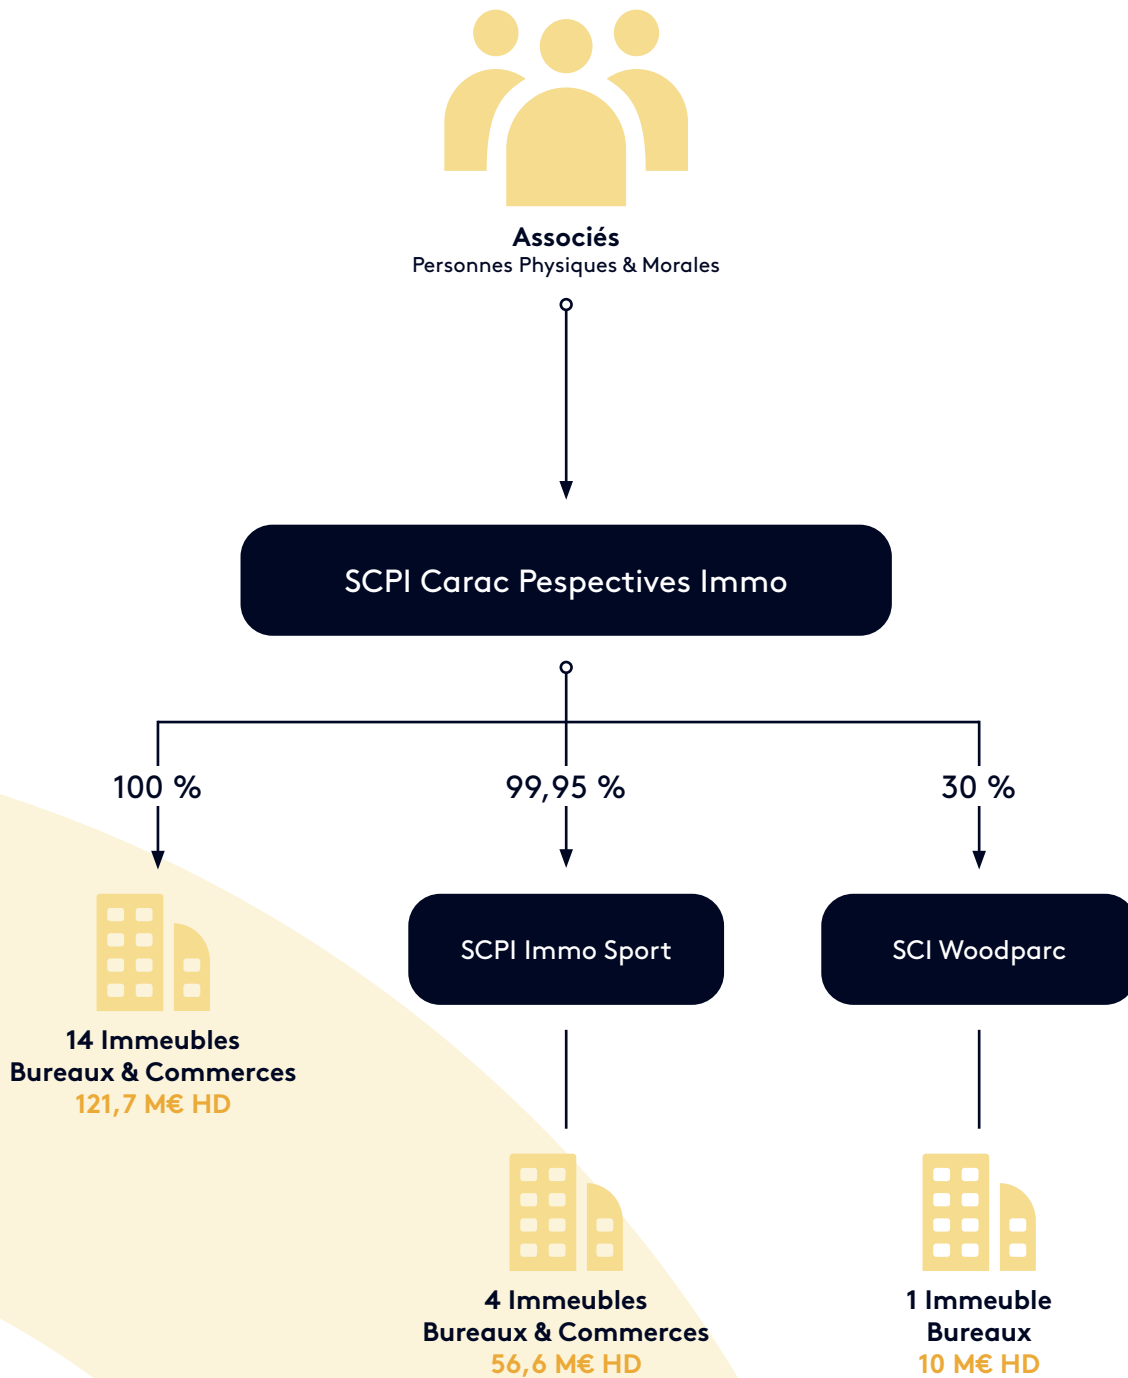 Associés
Personnes Physiques & Morales
SCPI Carac Pespectives Immo
100 %
99,95 %
30 %
SCPI Immo Sport
SCI Woodparc
14 Immeubles
Bureaux & Commerces
121,7 M€ HD
4 Immeubles
Bureaux & Commerces
56,6 M€ HD
1 Immeuble
Bureaux
10 M€ HD